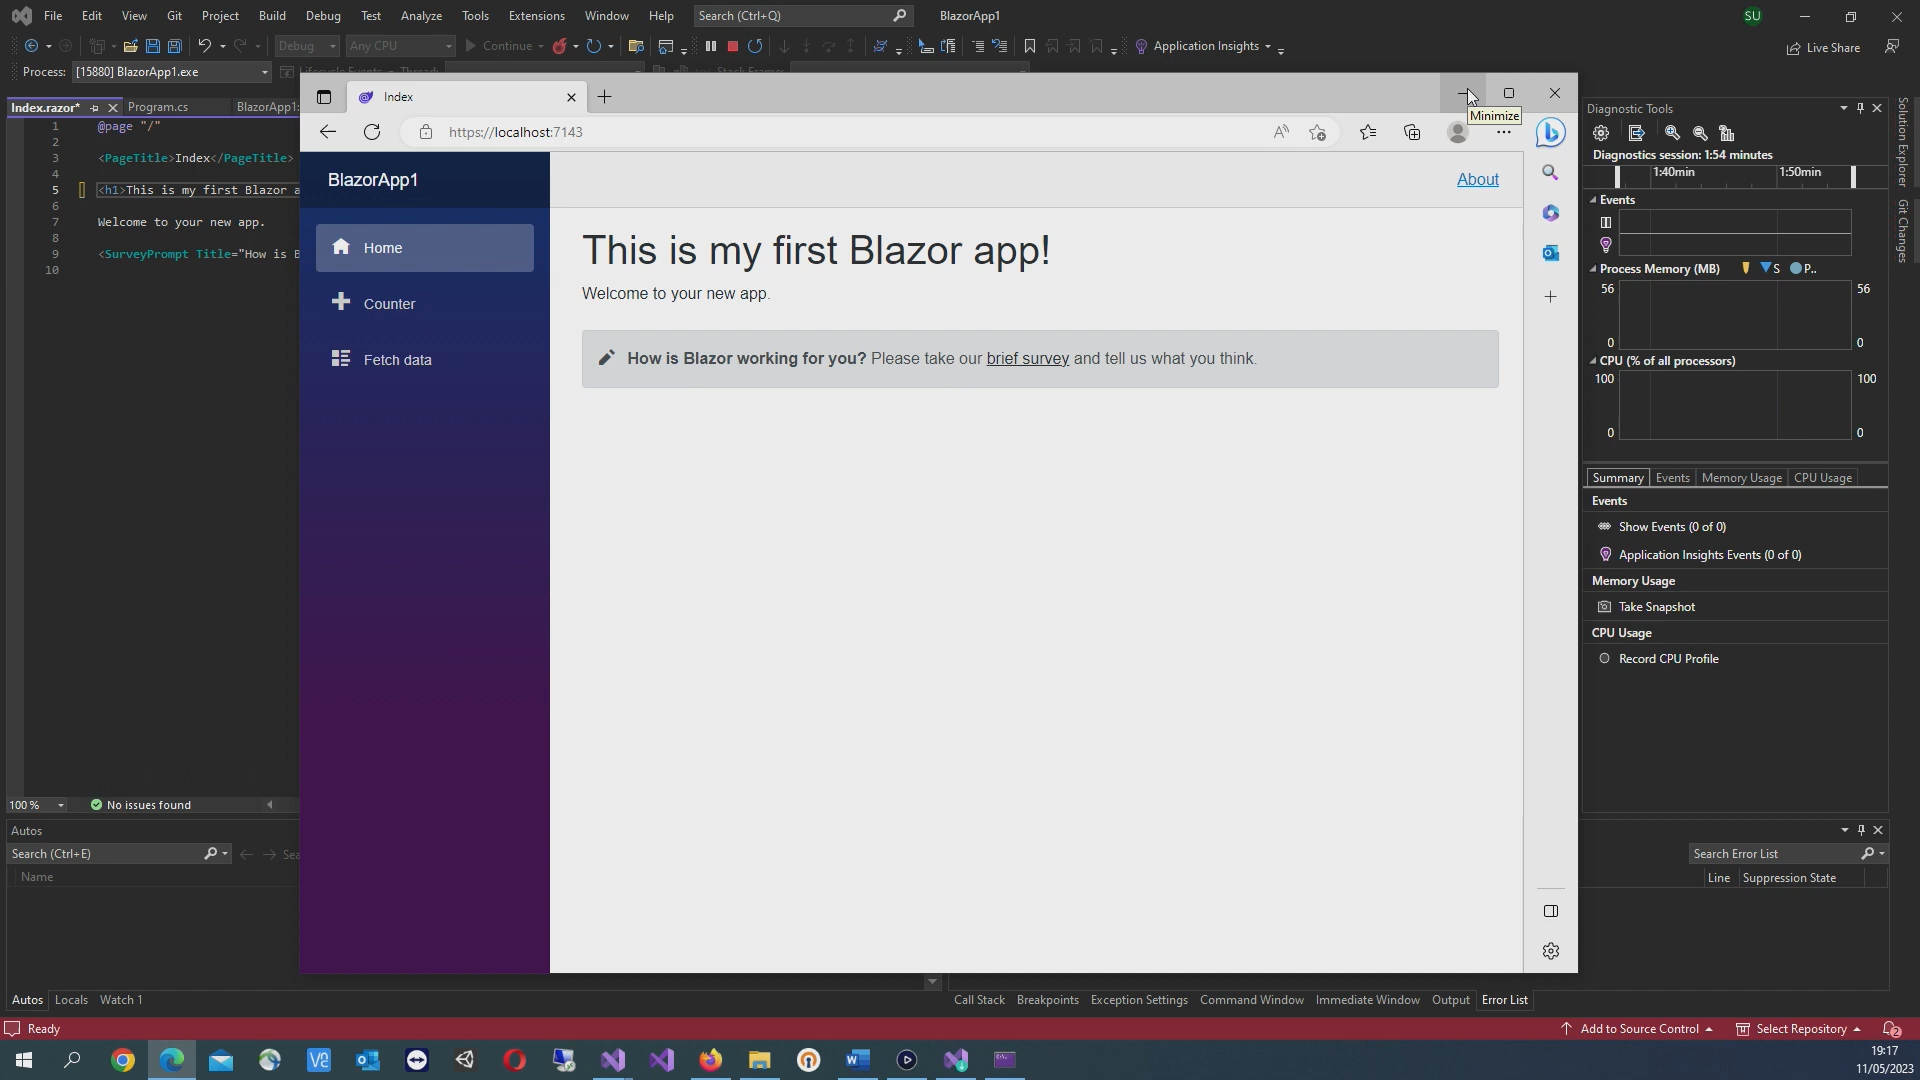 File Edit View Git Project Build Debug Test Analyze Tools Extensions Window Help Search (Ctrl+Q) BlazorApp1 SU
Debug Any CPU Continue Application Insights Live Share
Process: [15880] BlazorApp1.exe
Index.razor* Program.cs BlazorApp1:
1 @page "/"
2
3 <PageTitle>Index</PageTitle>
4
5 <h1>This is my first Blazor a
6
7 Welcome to your new app.
8
9 <SurveyPrompt Title="How is B
10
100 % No issues found
Index
Minimize
https://localhost:7143
BlazorApp1
About
Home
Counter
Fetch data
This is my first Blazor app!
Welcome to your new app.
How is Blazor working for you? Please take our brief survey and tell us what you think.
Diagnostic Tools
Diagnostics session: 1:54 minutes
1:40min 1:50min
Events
Process Memory (MB) S P..
56 56
0 0
CPU (% of all processors)
100 100
0 0
Summary Events Memory Usage CPU Usage
Events
Show Events (0 of 0)
Application Insights Events (0 of 0)
Memory Usage
Take Snapshot
CPU Usage
Record CPU Profile
Solution Explorer
Git Changes
Autos
Search (Ctrl+E) Sea
Name
Search Error List
Line Suppression State
Autos Locals Watch 1
Call Stack Breakpoints Exception Settings Command Window Immediate Window Output Error List
Ready Add to Source Control Select Repository 2
19:17
11/05/2023